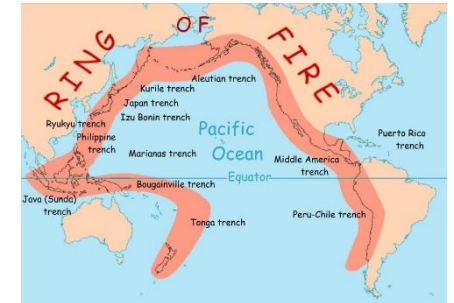 RING
OF
FIRE
Aleutian trench
Kurile trench
Japan trench
Izu Bonin trench
Ryukyu trench
Philippine
trench
Pacific
Ocean
Puerto Rico
trench
Marianas trench
Middle America
trench
Equator
Bougainville trench
Java (Sunda)
trench
Tonga trench
Peru-Chile trench